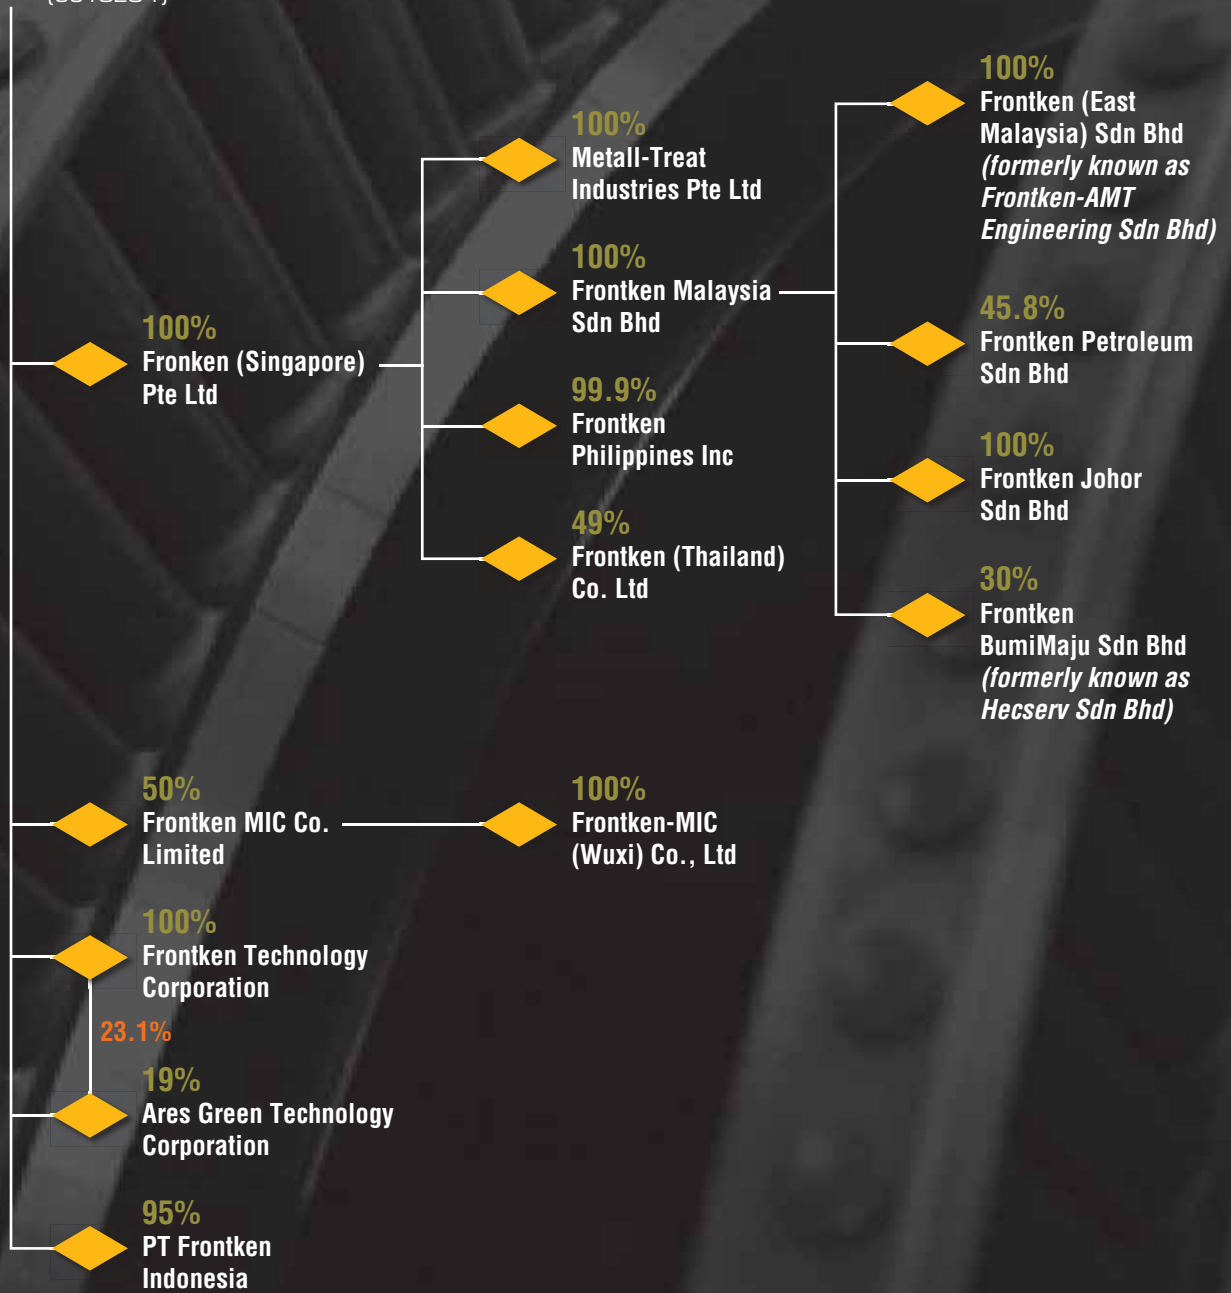 100%
Fronken (Singapore)
Pte Ltd
100%
Metall-Treat
Industries Pte Ltd
100%
Frontken Malaysia
Sdn Bhd
99.9%
Frontken
Philippines Inc
49%
Frontken (Thailand)
Co. Ltd
100%
Frontken (East
Malaysia) Sdn Bhd
(formerly known as
Frontken-AMT
Engineering Sdn Bhd)
45.8%
Frontken Petroleum
Sdn Bhd
100%
Frontken Johor
Sdn Bhd
30%
Frontken
BumiMaju Sdn Bhd
(formerly known as
Hecserv Sdn Bhd)
50%
Frontken MIC Co.
Limited
100%
Frontken-MIC
(Wuxi) Co., Ltd
100%
Frontken Technology
Corporation
23.1%
19%
Ares Green Technology
Corporation
95%
PT Frontken
Indonesia